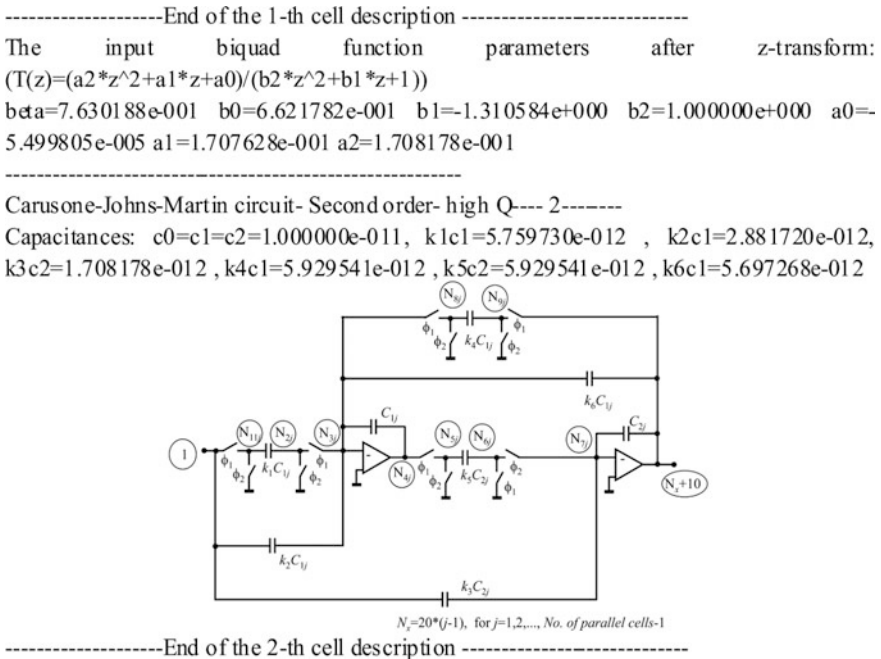 --------------------End of the 1-th cell description -----------------------------
The input biquad function parameters after z-transform:
(T(z)=(a2*z^2+a1*z+a0)/(b2*z^2+b1*z+1))
beta=7.630188e-001 b0=6.621782e-001 b1=-1.310584e+000 b2=1.000000e+000 a0=-
5.499805e-005 a1=1.707628e-001 a2=1.708178e-001
----------------------------------------------------------
Carusone-Johns-Martin circuit- Second order- high Q---- 2--------
Capacitances: c0=c1=c2=1.000000e-011, k1c1=5.759730e-012 , k2c1=2.881720e-012,
k3c2=1.708178e-012 , k4c1=5.929541e-012 , k5c2=5.929541e-012 , k6c1=5.697268e-012
N8j N9j
ϕ1 ϕ1
ϕ2 k4C1j ϕ2
k6C1j
C1j C2j
N11j N2j N3j N5j N6j N7j
1
ϕ1 k1C1j ϕ1 N4j ϕ1 k5C2j ϕ2
ϕ2 ϕ2 ϕ2 ϕ1
- -
Nx+10
k2C1j
k3C2j
Nx=20*(j-1), for j=1,2,..., No. of parallel cells-1
--------------------End of the 2-th cell description -----------------------------